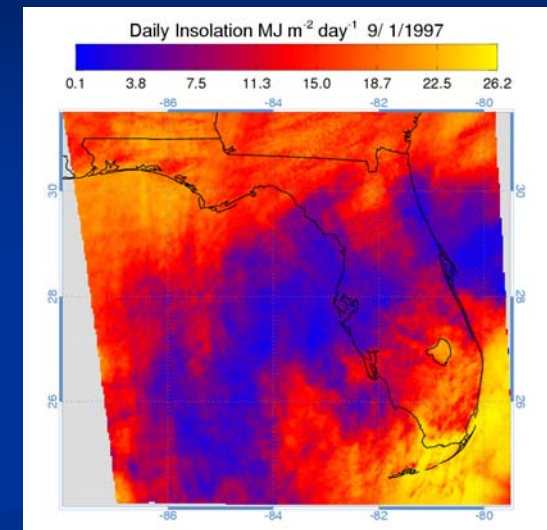 Daily Insolation MJ m⁻² day⁻¹ 9/ 1/1997
0.1 3.8 7.5 11.3 15.0 18.7 22.5 26.2
-86 -84 -82 -80
30 30
28 28
26 26
-86 -84 -82 -80